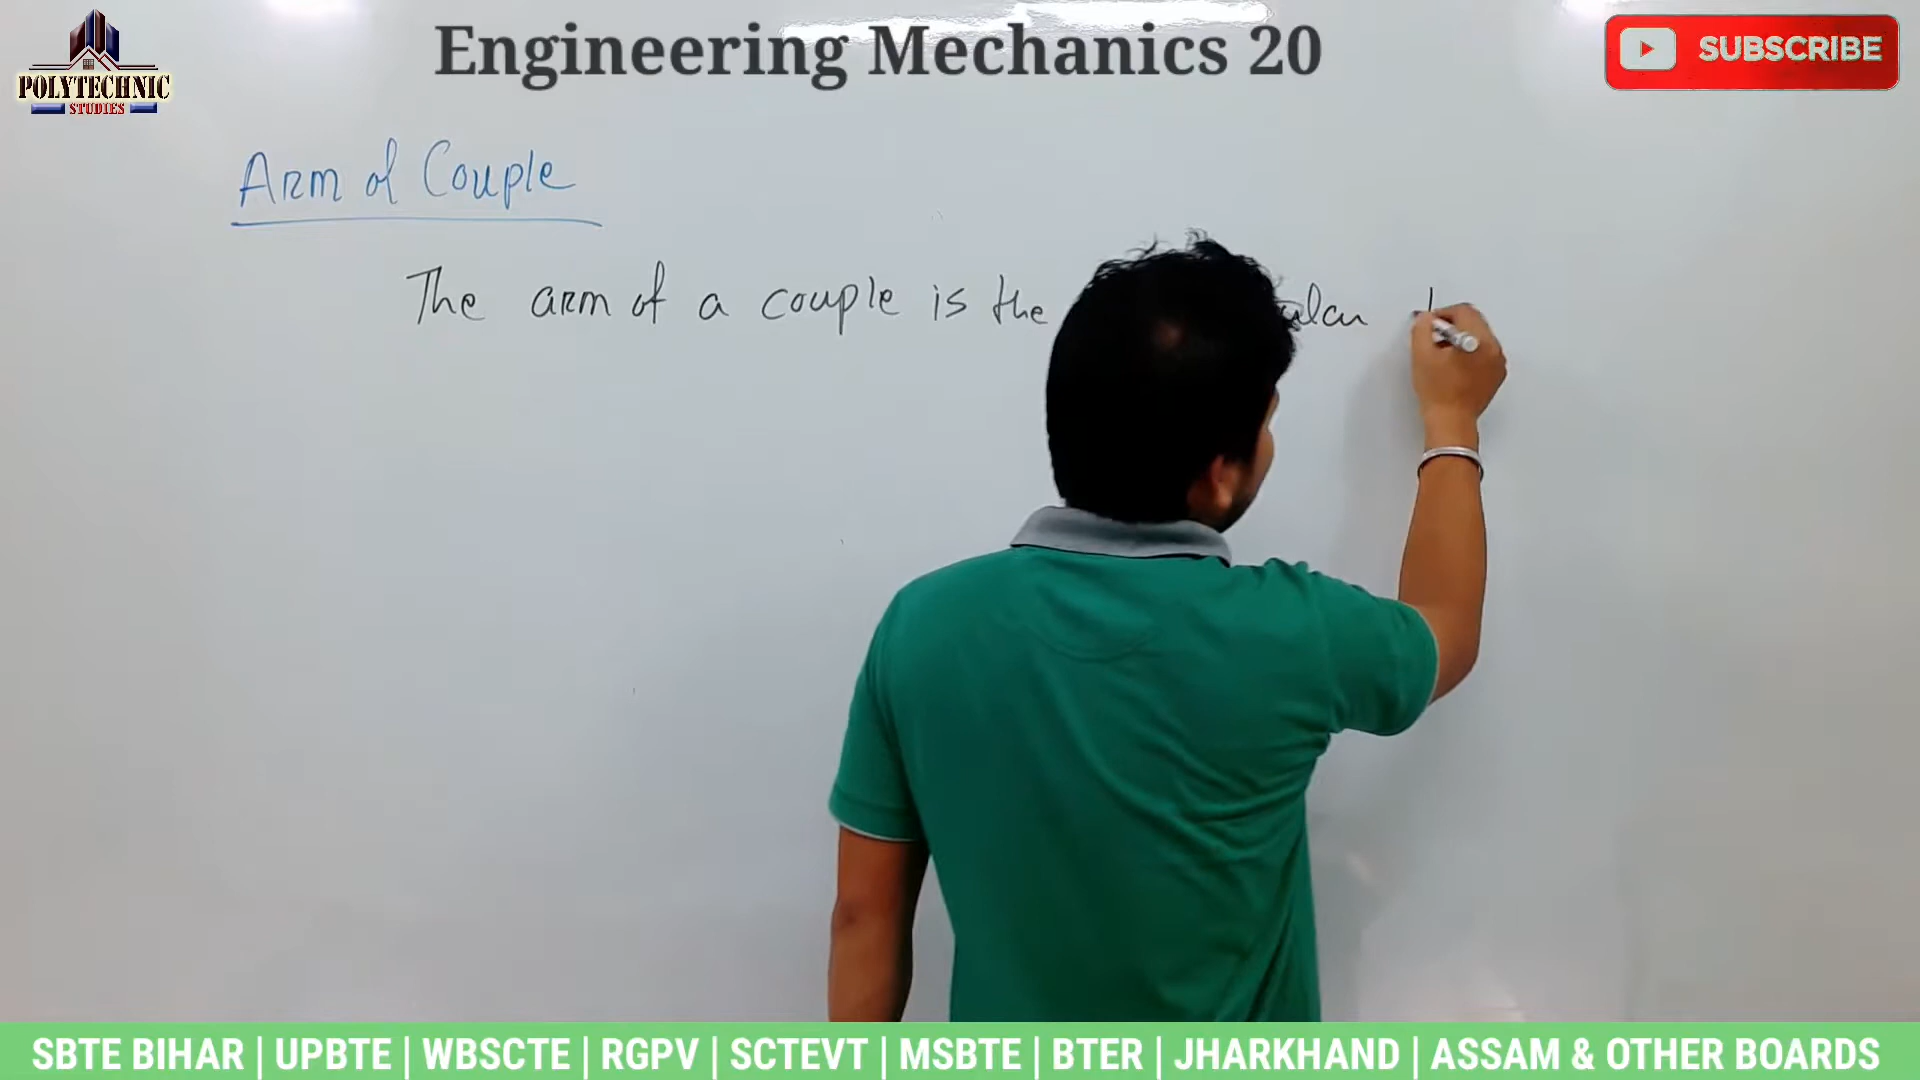 Engineering Mechanics 20
POLYTECHNIC
STUDIES
SUBSCRIBE
Arm of Couple
The arm of a couple is the
SBTE BIHAR | UPBTE | WBSCTE | RGPV | SCTEVT | MSBTE | BTER | JHARKHAND | ASSAM & OTHER BOARDS